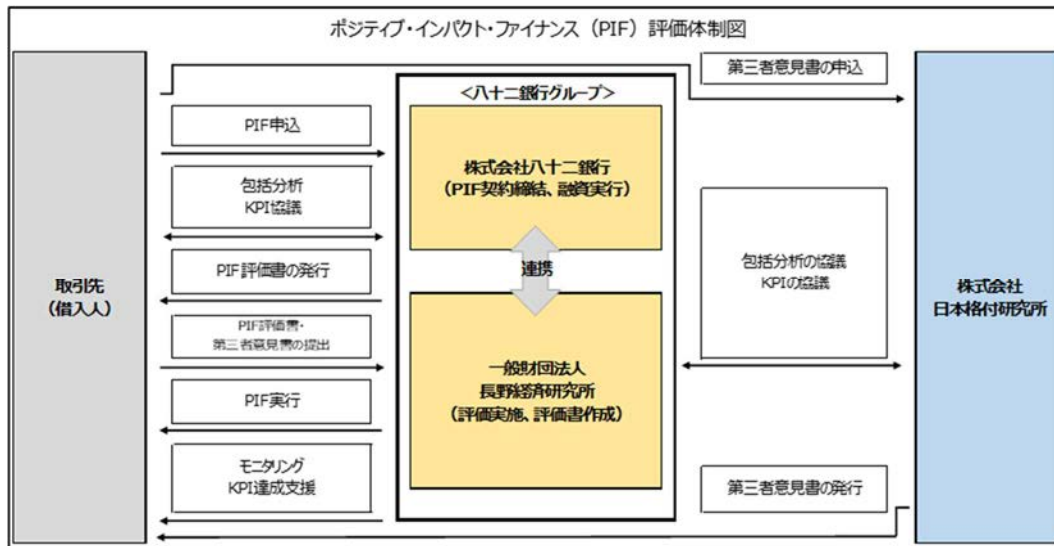 ポジティブ・インパクト・ファイナンス（PIF）評価体制図
取引先
（借入人）
PIF申込
包括分析
KPI協議
PIF評価書の発行
PIF評価書・
第三者意見書の提出
PIF実行
モニタリング
KPI達成支援
＜八十二銀行グループ＞
株式会社八十二銀行
（PIF契約締結、融資実行）
連携
一般財団法人
長野経済研究所
（評価実施、評価書作成）
第三者意見書の申込
包括分析の協議
KPIの協議
第三者意見書の発行
株式会社
日本格付研究所